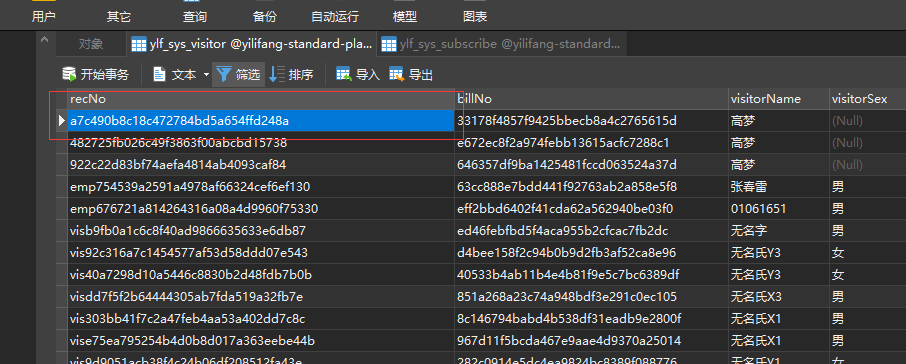 用户 其它 查询 备份 自动运行 模型 图表
对象 ylf_sys_visitor @yilifang-standard-pla... ylf_sys_subscribe @yilifang-standard...
开始事务 文本 筛选 排序 导入 导出
recNo billNo visitorName visitorSex
a7c490b8c18c472784bd5a654ffd248a 33178f4857f9425bbecb8a4c2765615d 高梦 (Null)
482725fb026c49f3863f00abcbd15738 e672ec8f2a974febb13615acfc7288c1 高梦 (Null)
922c22d83bf74aefa4814ab4093caf84 646357df9ba1425481fccd063524a37d 高梦 (Null)
emp754539a2591a4978af66324cef6ef130 63cc888e7bdd441f92763ab2a858e5f8 张春雷 男
emp676721a814264316a08a4d9960f75330 eff2bbd6402f41cda62a562940be03f0 01061651 男
visb9fb0a1c6c8f40ad9866635633e6db87 ed46febfbd5f4aca955b2cfcac7fb2dc 无名字 男
vis92c316a7c1454577af53d58ddd07e543 d4bee158f2c94b0b9d2fb3af52ca8e96 无名氏Y3 女
vis40a7298d10a5446c8830b2d48fdb7b0b 40533b4ab11b4e4b81f9e5c7bc6389df 无名氏Y3 女
visdd7f5f2b64444305ab7fda519a32fb7e 851a268a23c74a948bdf3e291c0ec105 无名氏X3 男
vis303bb41f7c2a47feb4aa53a402dd7c8c 8c146794babd4b538df31eadb9e2800f 无名氏X1 男
vise75ea795254b4d0b8d017a363eebe44b 967d11f5bcda467e9aae4d9370a25014 无名氏X1 男
vis9d9051acb38f4c24b06df208512fa43e 282c0914e5dc4ea9824bc8389f088776 无名氏Y1 女